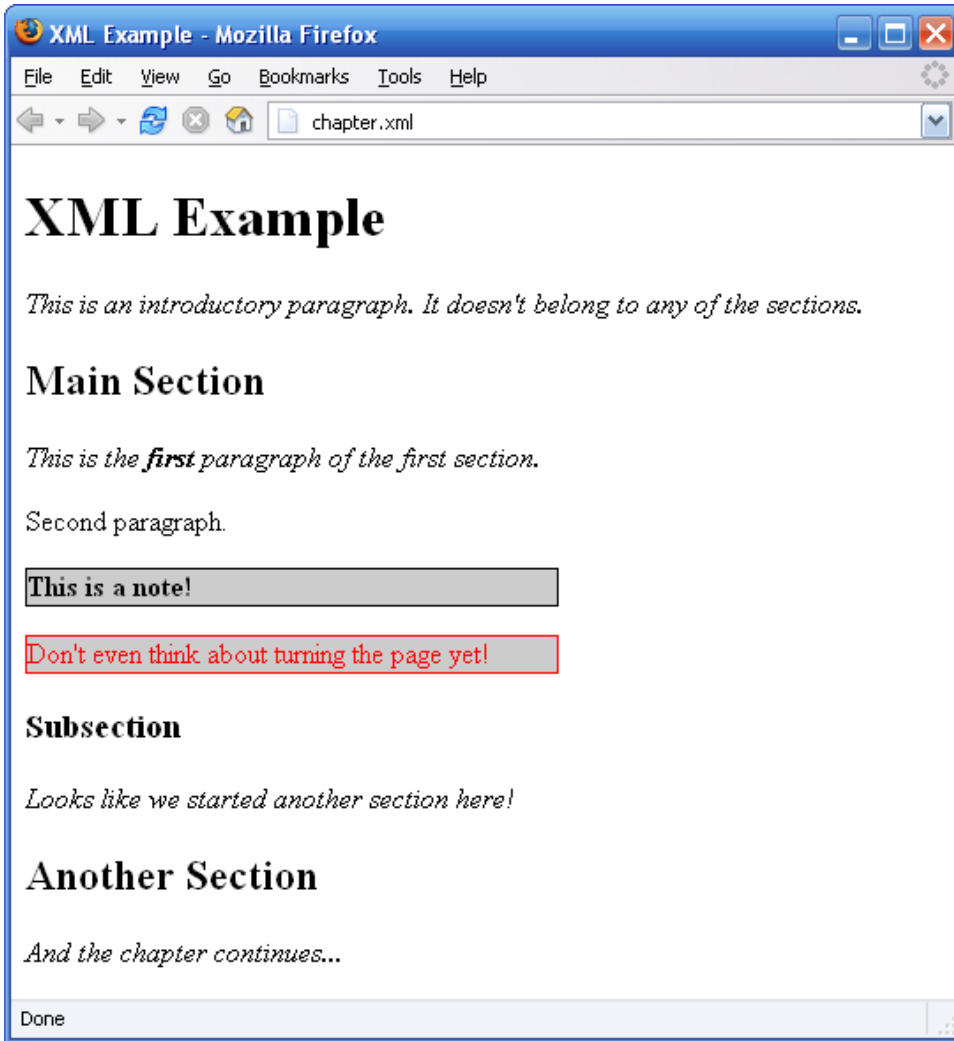 XML Example - Mozilla Firefox
File Edit View Go Bookmarks Tools Help
chapter.xml
XML Example
This is an introductory paragraph. It doesn't belong to any of the sections.
Main Section
This is the first paragraph of the first section.
Second paragraph.
This is a note!
Don't even think about turning the page yet!
Subsection
Looks like we started another section here!
Another Section
And the chapter continues...
Done